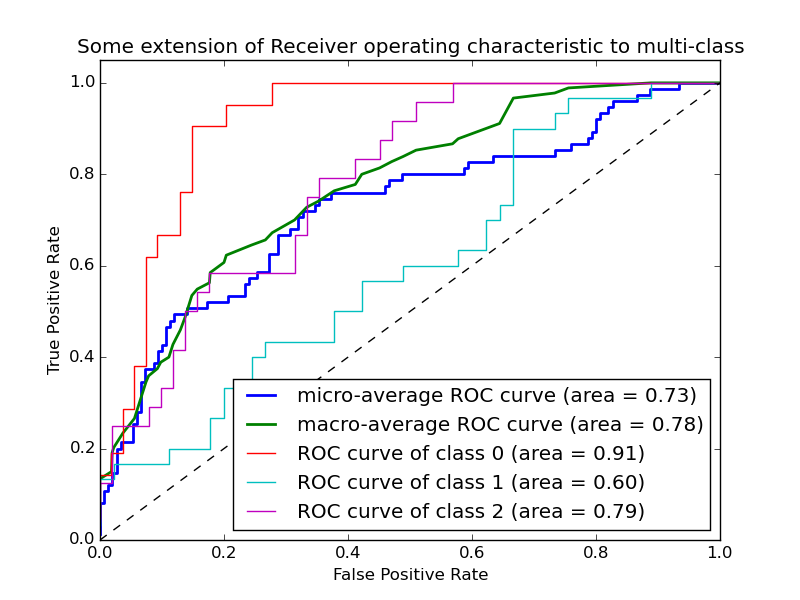 Some extension of Receiver operating characteristic to multi-class
1.0
0.8
0.6
0.4
0.2
0.0
True Positive Rate
micro-average ROC curve (area = 0.73)
macro-average ROC curve (area = 0.78)
ROC curve of class 0 (area = 0.91)
ROC curve of class 1 (area = 0.60)
ROC curve of class 2 (area = 0.79)
0.0 0.2 0.4 0.6 0.8 1.0
False Positive Rate